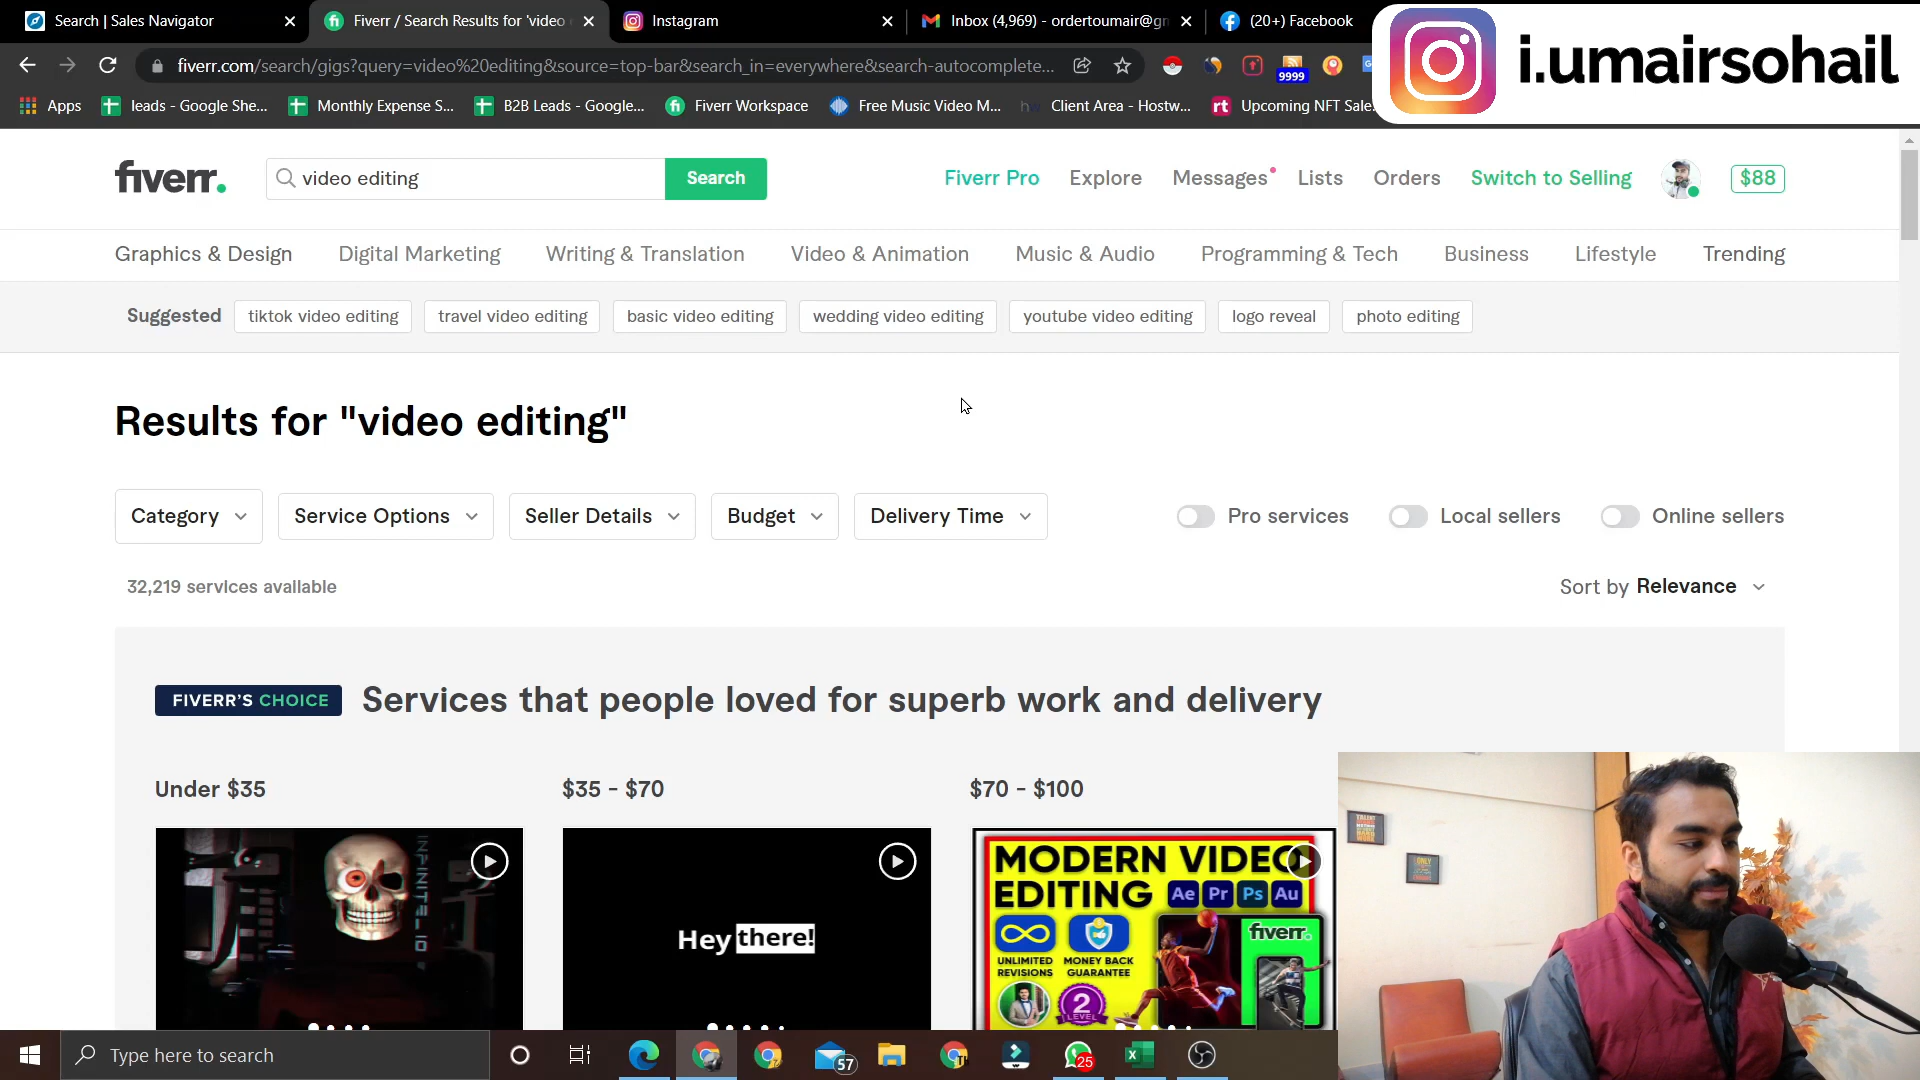 Search | Sales Navigator
Fiverr / Search Results for 'video
Instagram
Inbox (4,969) - ordertoumair@gm
(20+) Facebook
i.umairsohail
fiverr.com/search/gigs?query=video%20editing&source=top-bar&search_in=everywhere&search-autocomplete...
9999
Apps
leads - Google She...
Monthly Expense S...
B2B Leads - Google...
Fiverr Workspace
Free Music Video M...
Client Area - Hostw...
rt
Upcoming NFT Sale
fiverr.
video editing
Search
Fiverr Pro
Explore
Messages
Lists
Orders
Switch to Selling
$88
Graphics & Design
Digital Marketing
Writing & Translation
Video & Animation
Music & Audio
Programming & Tech
Business
Lifestyle
Trending
Suggested
tiktok video editing
travel video editing
basic video editing
wedding video editing
youtube video editing
logo reveal
photo editing
Results for "video editing"
Category
Service Options
Seller Details
Budget
Delivery Time
Pro services
Local sellers
Online sellers
32,219 services available
Sort by Relevance
FIVERR'S CHOICE
Services that people loved for superb work and delivery
Under $35
$35 - $70
$70 - $100
INFINITE_IO
Hey there!
MODERN VIDEO
EDITING
Ae Pr Ps Au
fiverr.
UNLIMITED
REVISIONS
MONEY BACK
GUARANTEE
2
LEVEL
Type here to search
57
25